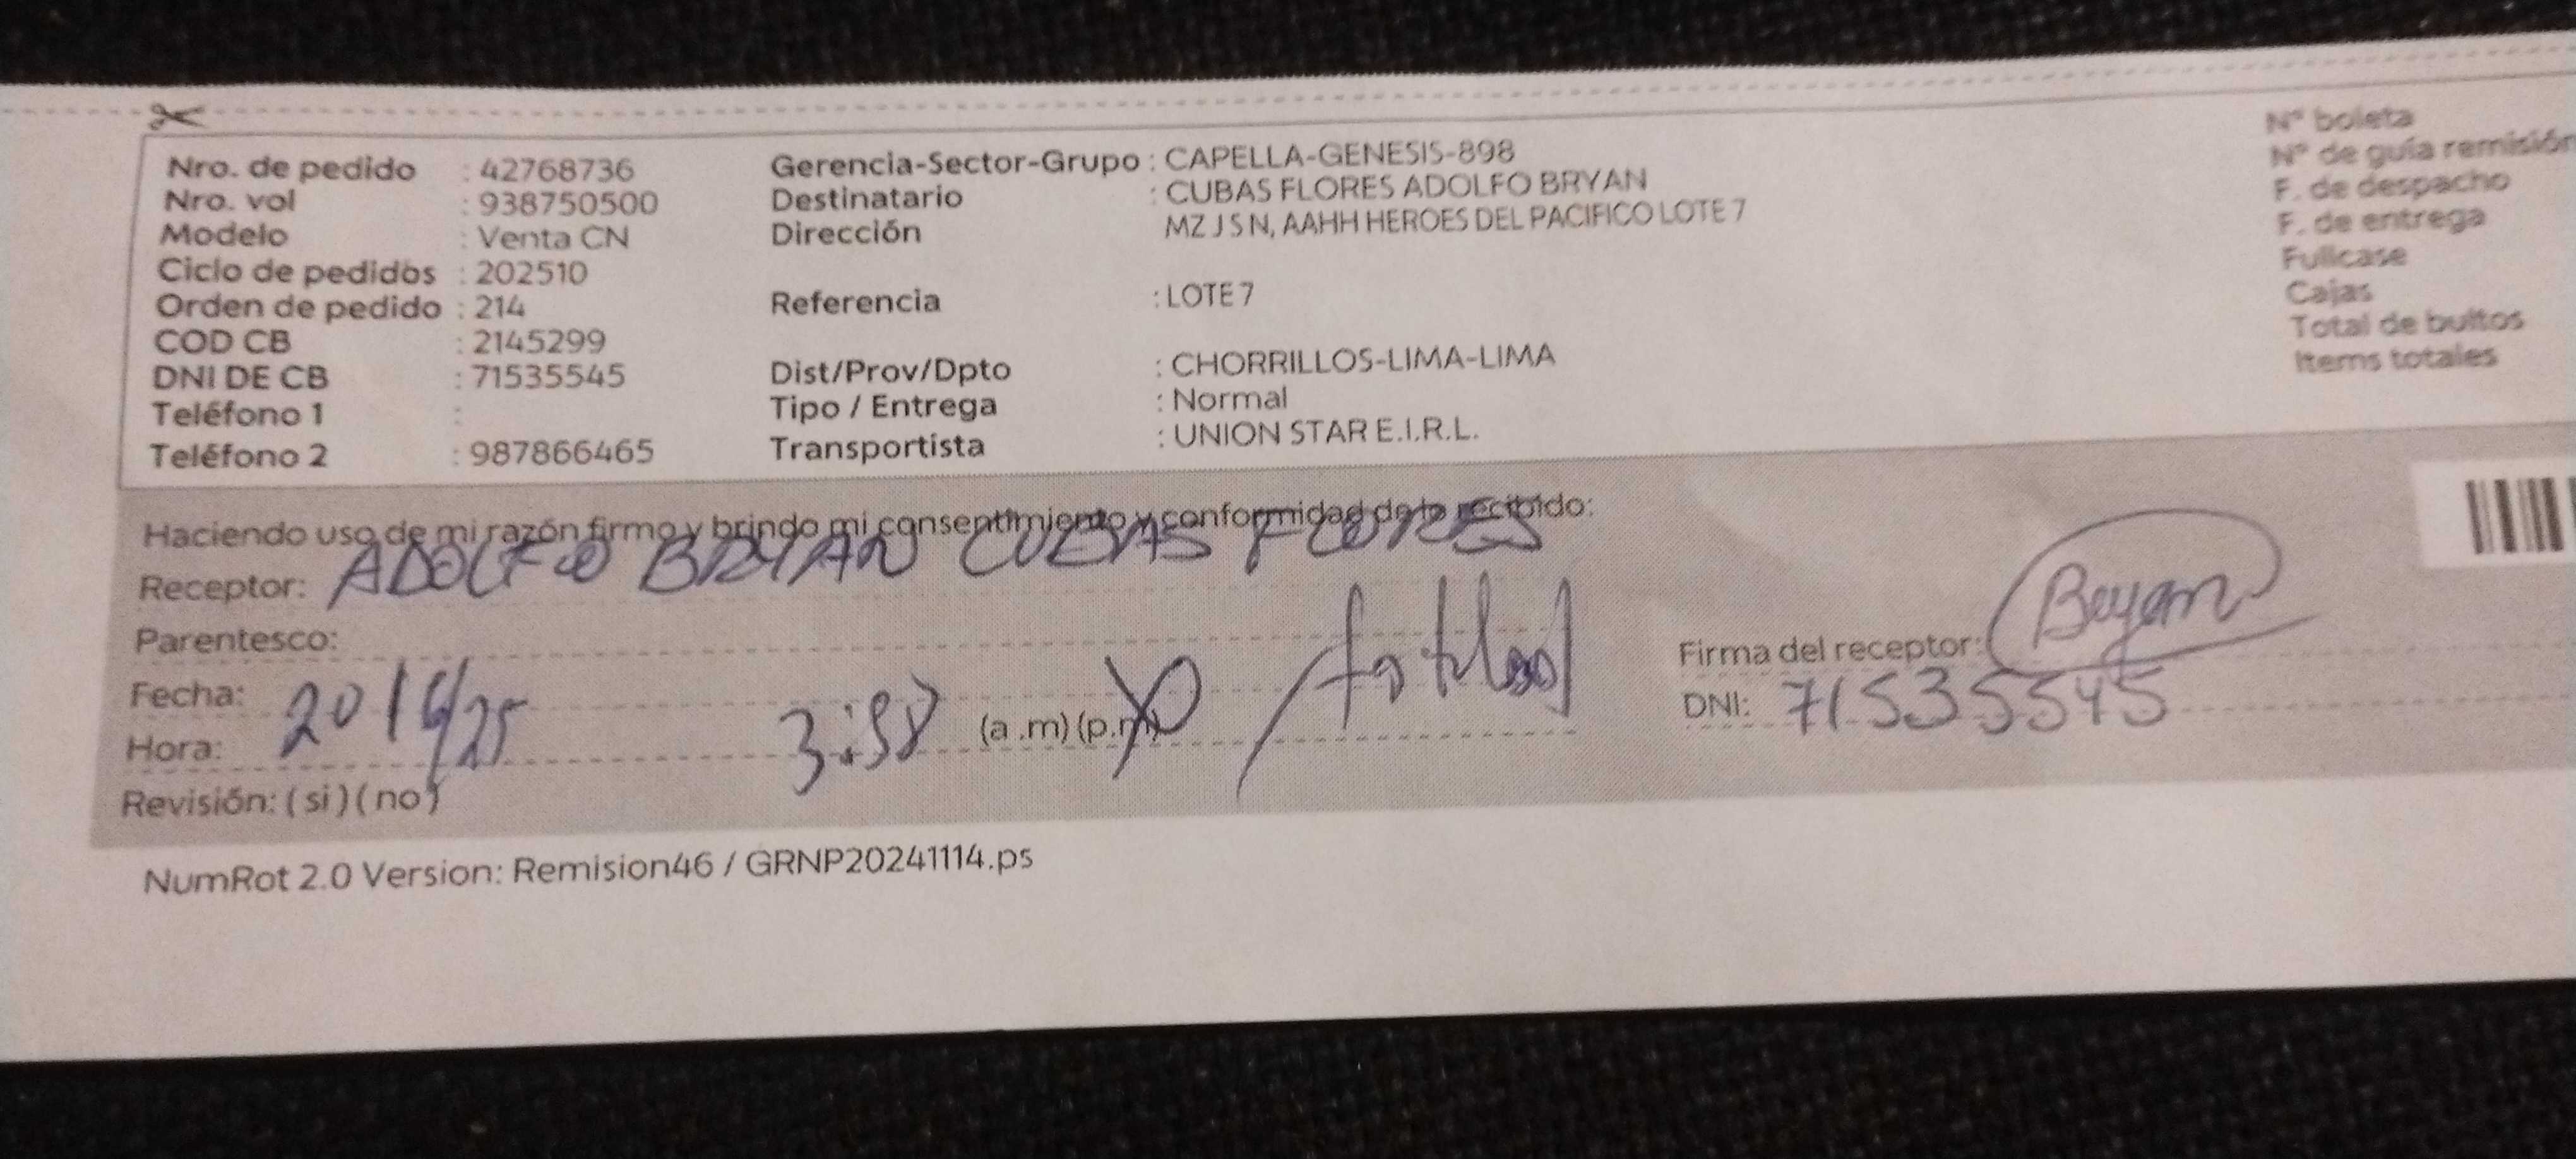 Nro. de pedido : 42768736
Nro. vol : 938750500
Modelo : Venta CN
Ciclo de pedidos : 202510
Orden de pedido : 214
COD CB : 2145299
DNI DE CB : 71535545
Teléfono 1 :
Teléfono 2 : 987866465
Gerencia-Sector-Grupo : CAPELLA-GENESIS-898
Destinatario : CUBAS FLORES ADOLFO BRYAN
Dirección MZ J S N, AAHH HEROES DEL PACIFICO LOTE 7
Referencia : LOTE 7
Dist/Prov/Dpto : CHORRILLOS-LIMA-LIMA
Tipo / Entrega : Normal
Transportista : UNION STAR E.I.R.L.
N° boleta
N° de guía remisión
F. de despacho
F. de entrega
Fullcase
Cajas
Total de bultos
Items totales
Haciendo uso de mi razón firmo y brindo mi consentimiento y conformidad de lo recibido:
Receptor: ADOLFO BRYAN CUBAS FLORES
Parentesco:
Fecha: 20/6/25
Hora: 3:58 (a.m) (p.m)
Revisión: ( si ) ( no )
Firma del receptor: Bryan
DNI: 71535545
NumRot 2.0 Version: Remision46 / GRNP20241114.ps